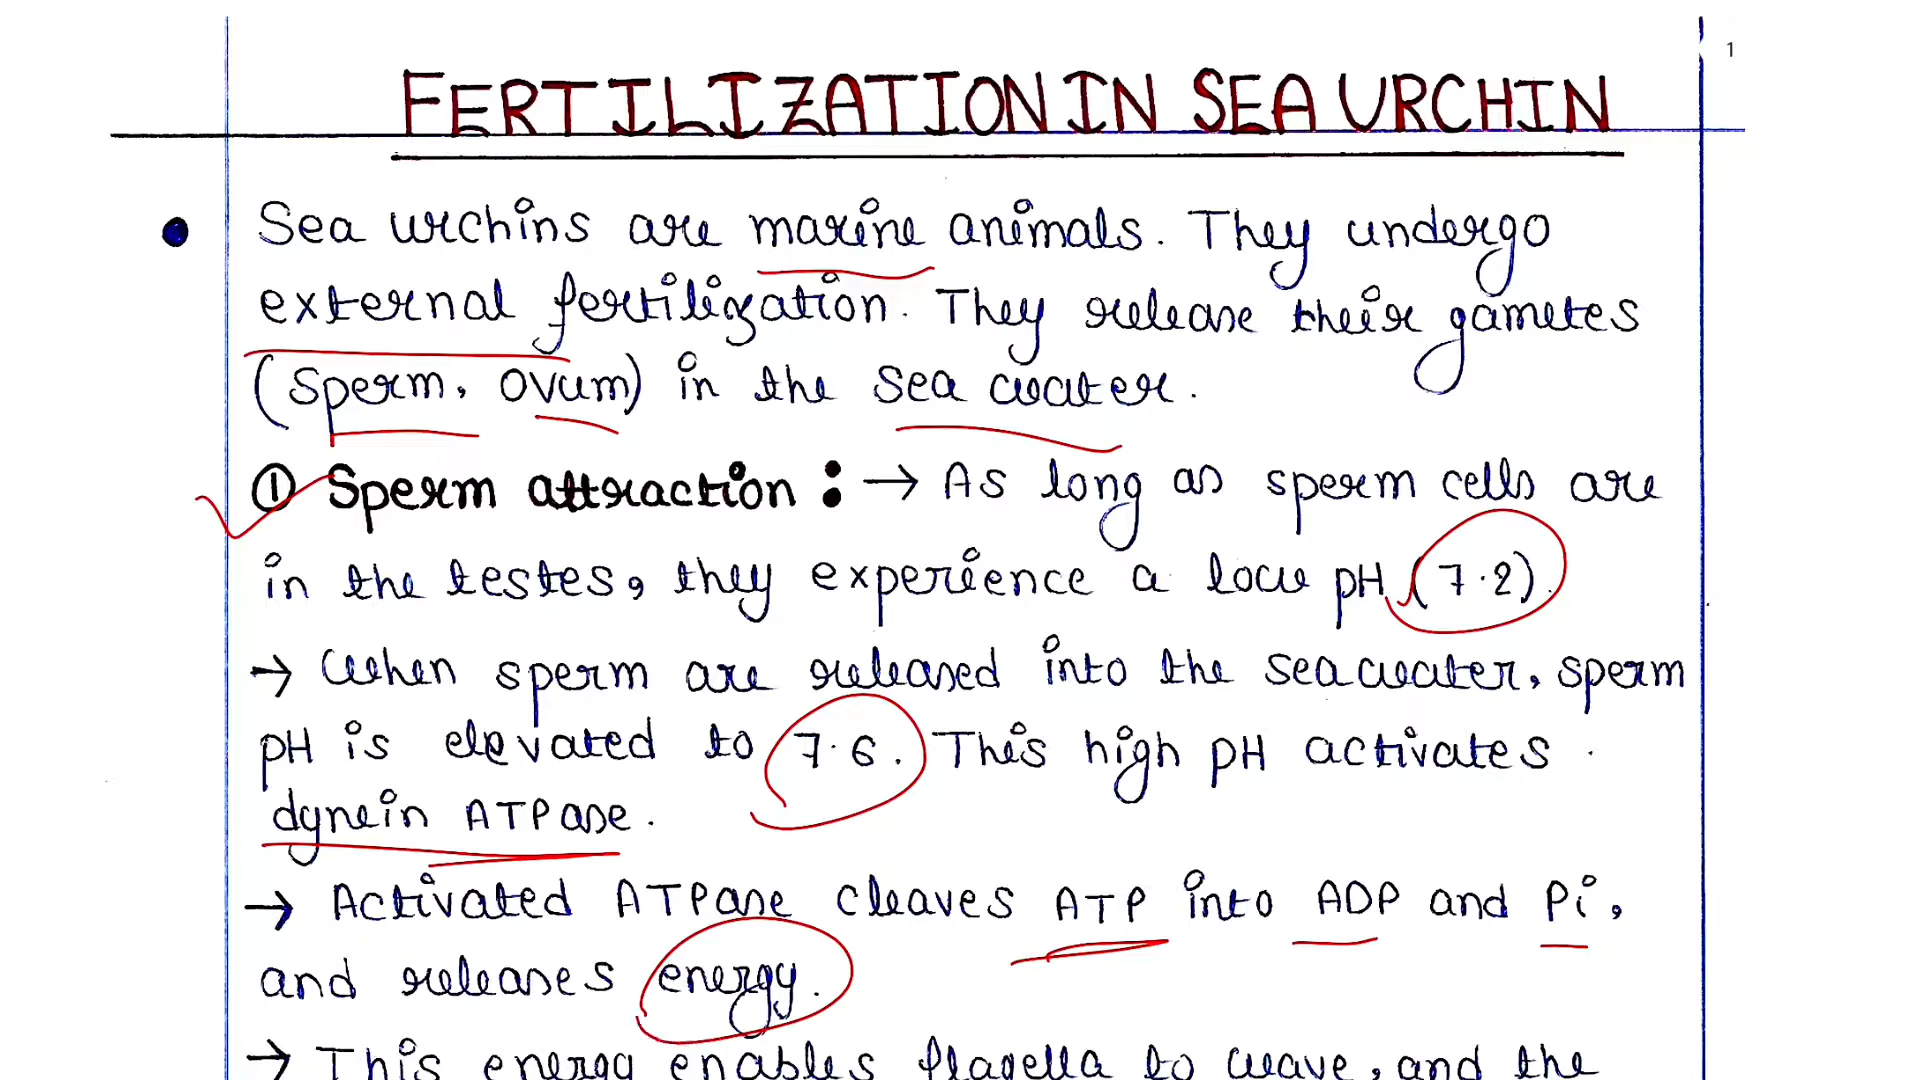 1
FERTILIZATION IN SEA URCHIN
• Sea urchins are marine animals. They undergo
external fertilization. They release their gametes
(sperm, ovum) in the sea water.
① Sperm attraction : → As long as sperm cells are
in the testes, they experience a low pH (7.2).
→ When sperm are released into the seawater, sperm
pH is elevated to 7.6. This high pH activates
dynein ATPase.
→ Activated ATPase cleaves ATP into ADP and Pi,
and releases energy.
→ This energy enables flagella to wave, and the